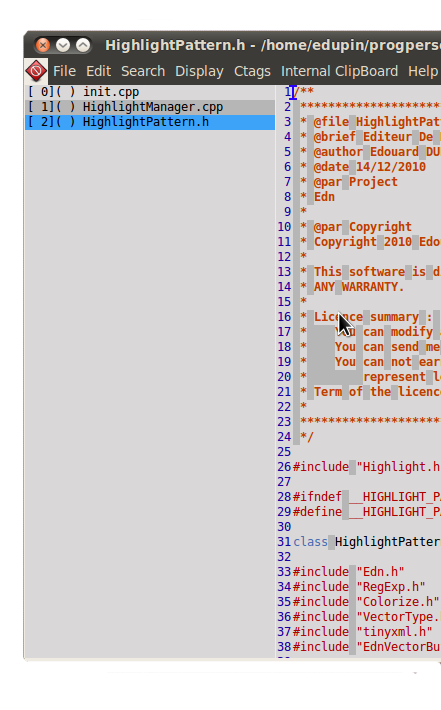 HighlightPattern.h - /home/edupin/progperso
File Edit Search Display Ctags Internal ClipBoard Help
[ 0]( ) init.cpp
[ 1]( ) HighlightManager.cpp
[ 2]( ) HighlightPattern.h
1 /**
2 *********************
3 * @file HighlightPat
4 * @brief Editeur De
5 * @author Edouard DU
6 * @date 14/12/2010
7 * @par Project
8 * Edn
9 *
10 * @par Copyright
11 * Copyright 2010 Edo
12 *
13 * This software is d
14 * ANY WARRANTY.
15 *
16 * Licence summary :
17 * You can modify
18 * You can send me
19 * You can not ear
20 * represent l
21 * Term of the licenc
22 *
23 *********************
24 */
25
26 #include "Highlight.h
27
28 #ifndef __HIGHLIGHT_P
29 #define __HIGHLIGHT_P
30
31 class HighlightPatter
32
33 #include "Edn.h"
34 #include "RegExp.h"
35 #include "Colorize.h"
36 #include "VectorType.
37 #include "tinyxml.h"
38 #include "EdnVectorBu